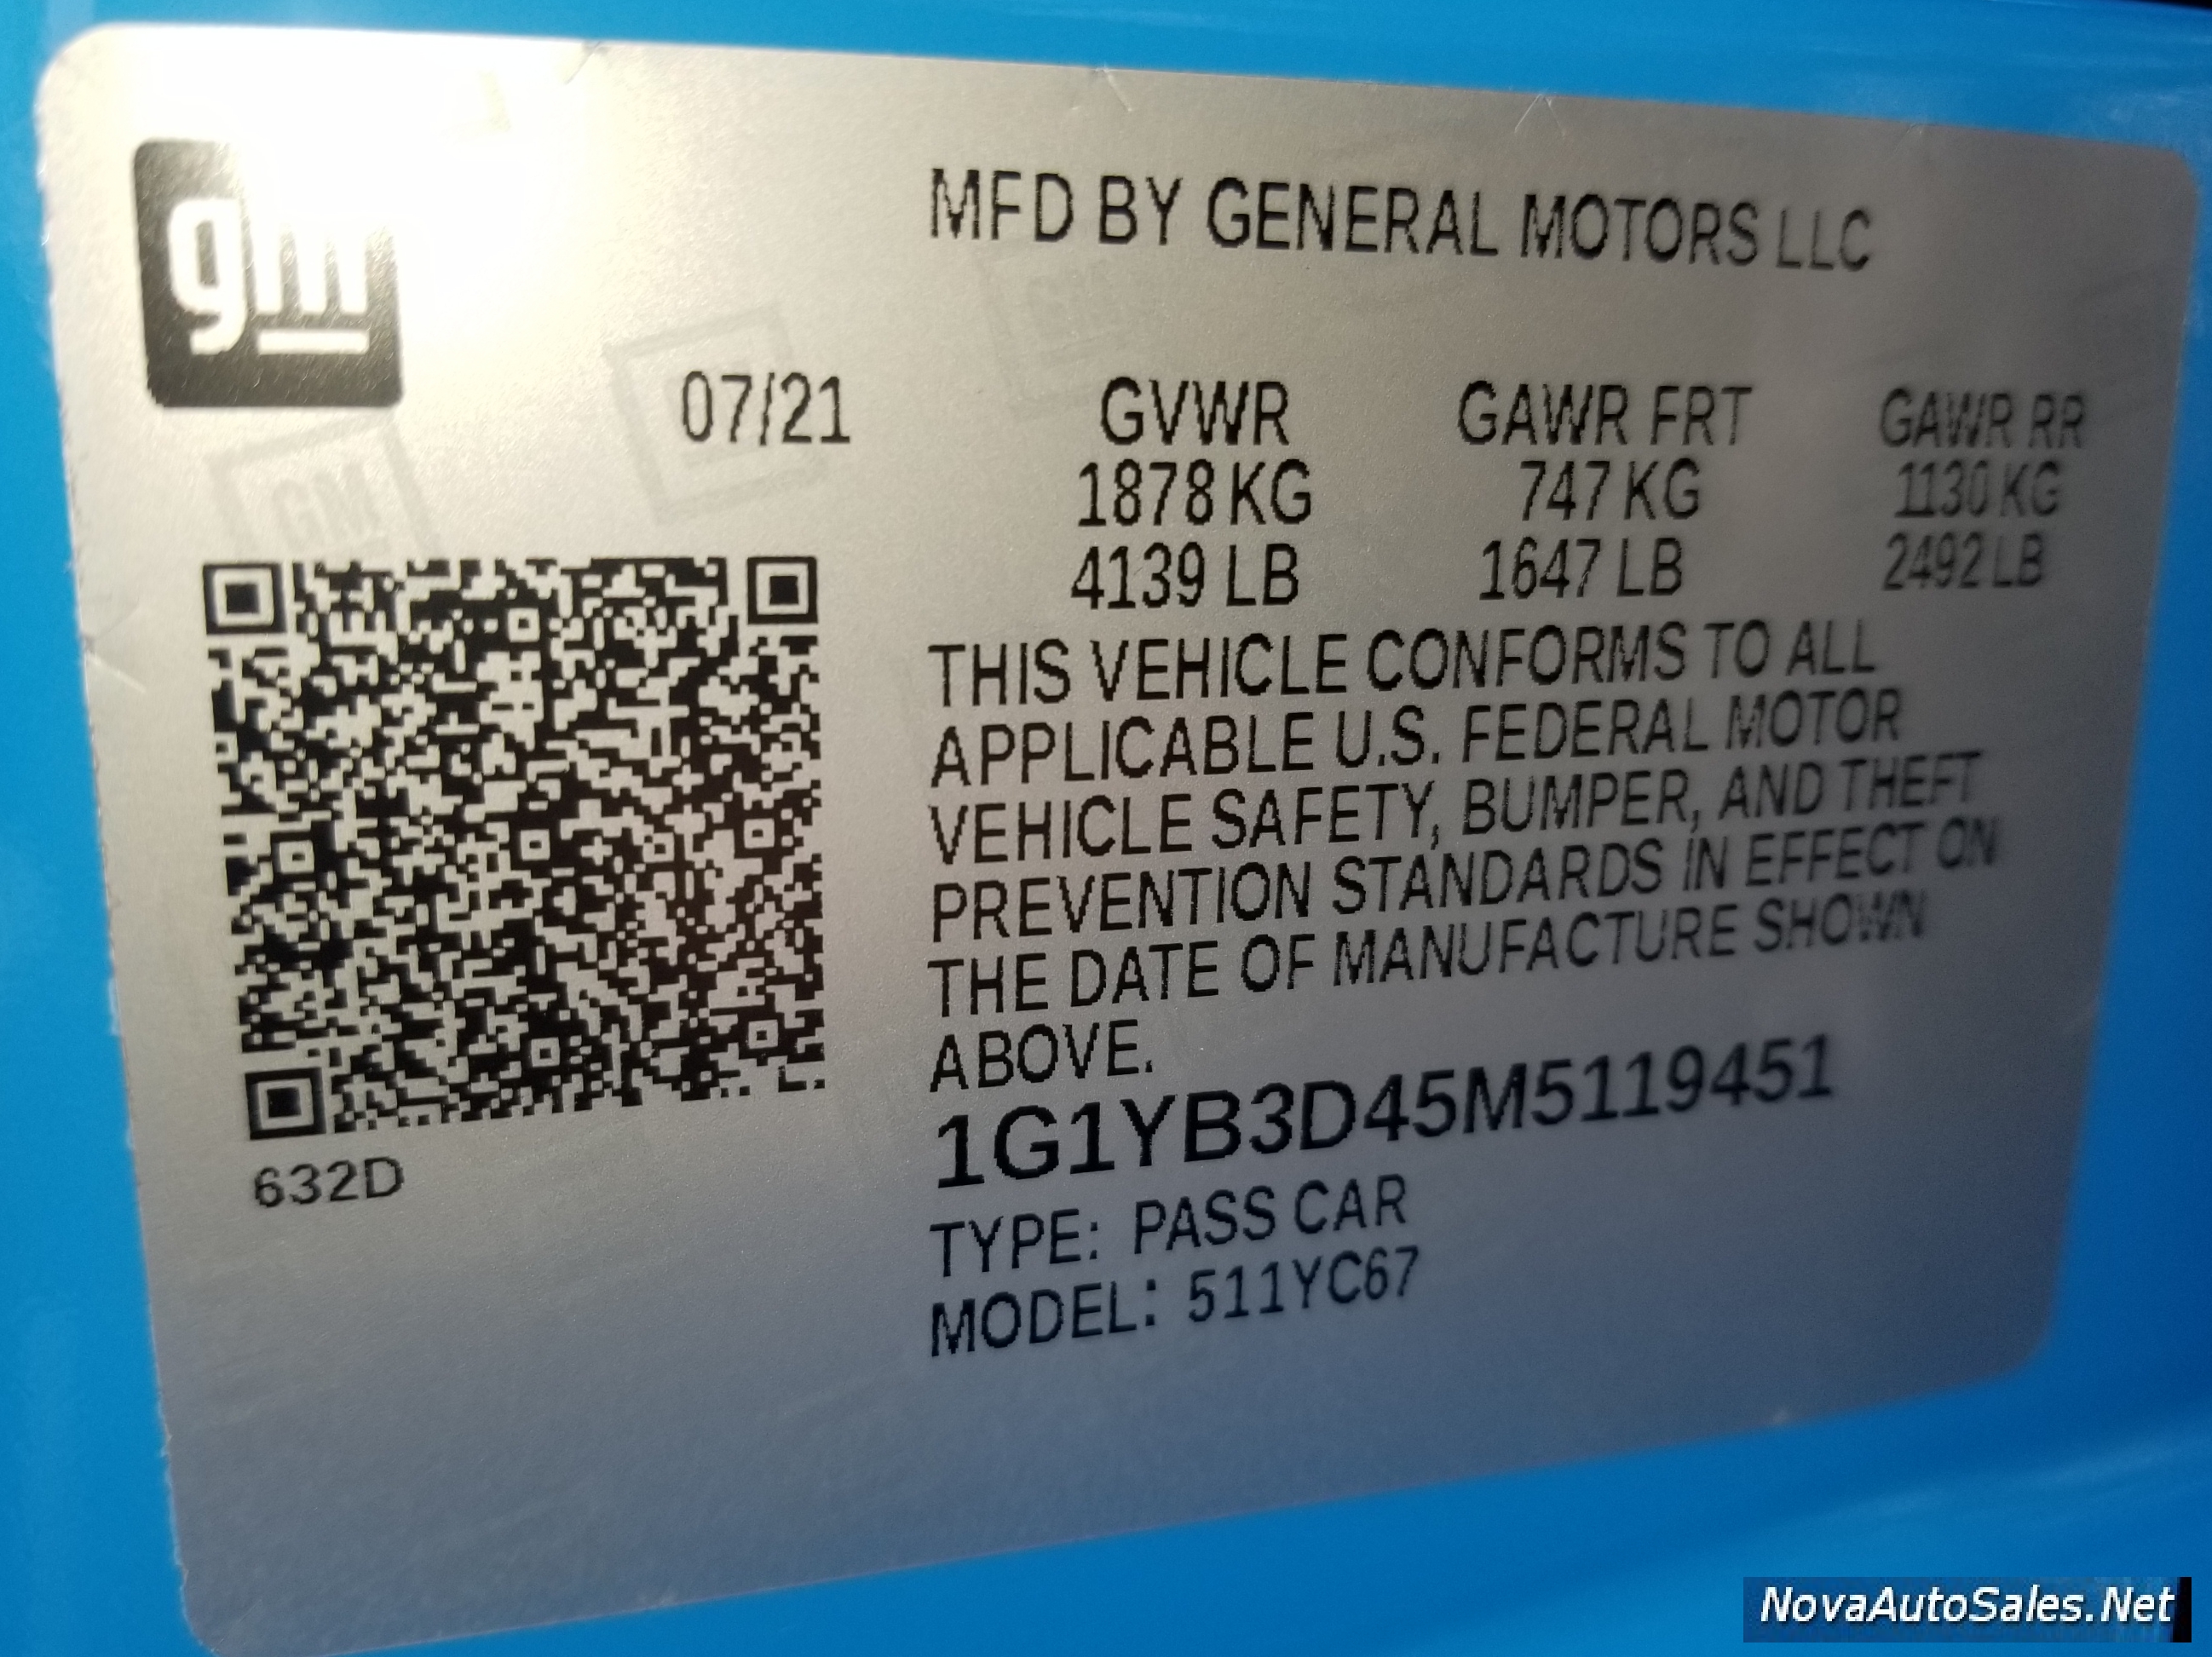 gm
MFD BY GENERAL MOTORS LLC
07/21 GVWR GAWR FRT GAWR RR
1878 KG 747 KG 1130 KG
4139 LB 1647 LB 2492 LB
THIS VEHICLE CONFORMS TO ALL
APPLICABLE U.S. FEDERAL MOTOR
VEHICLE SAFETY, BUMPER, AND THEFT
PREVENTION STANDARDS IN EFFECT ON
THE DATE OF MANUFACTURE SHOWN
ABOVE.
1G1YB3D45M5119451
632D
TYPE: PASS CAR
MODEL: 511YC67
GM
GM
NovaAutoSales.Net